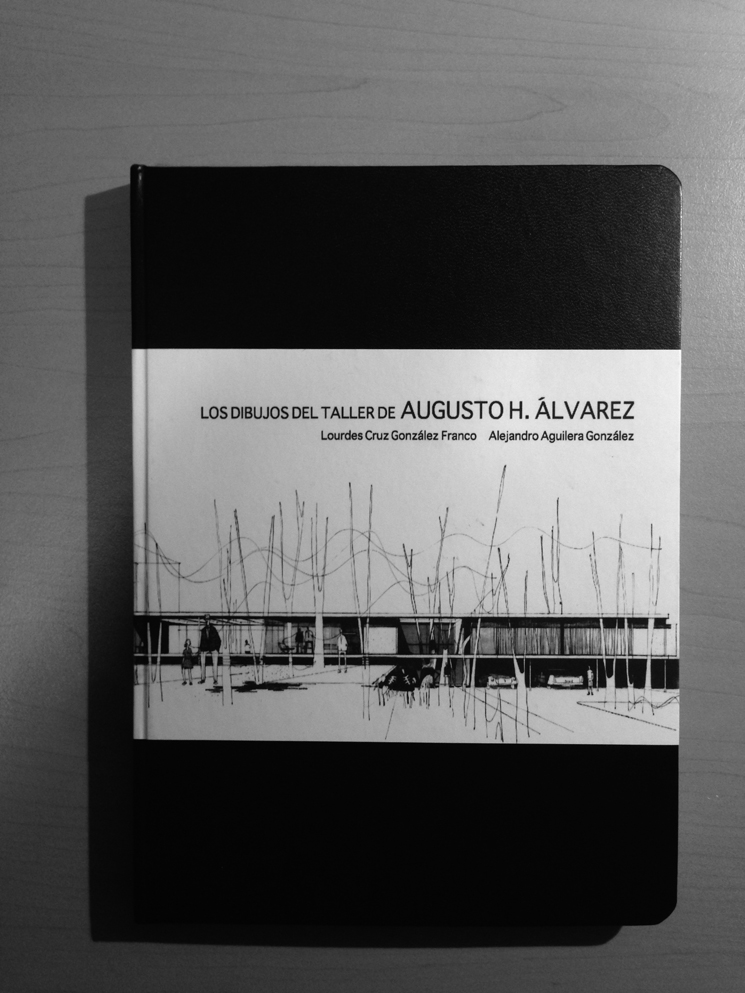 LOS DIBUJOS DEL TALLER DE AUGUSTO H. ÁLVAREZ
Lourdes Cruz González Franco Alejandro Aguilera González